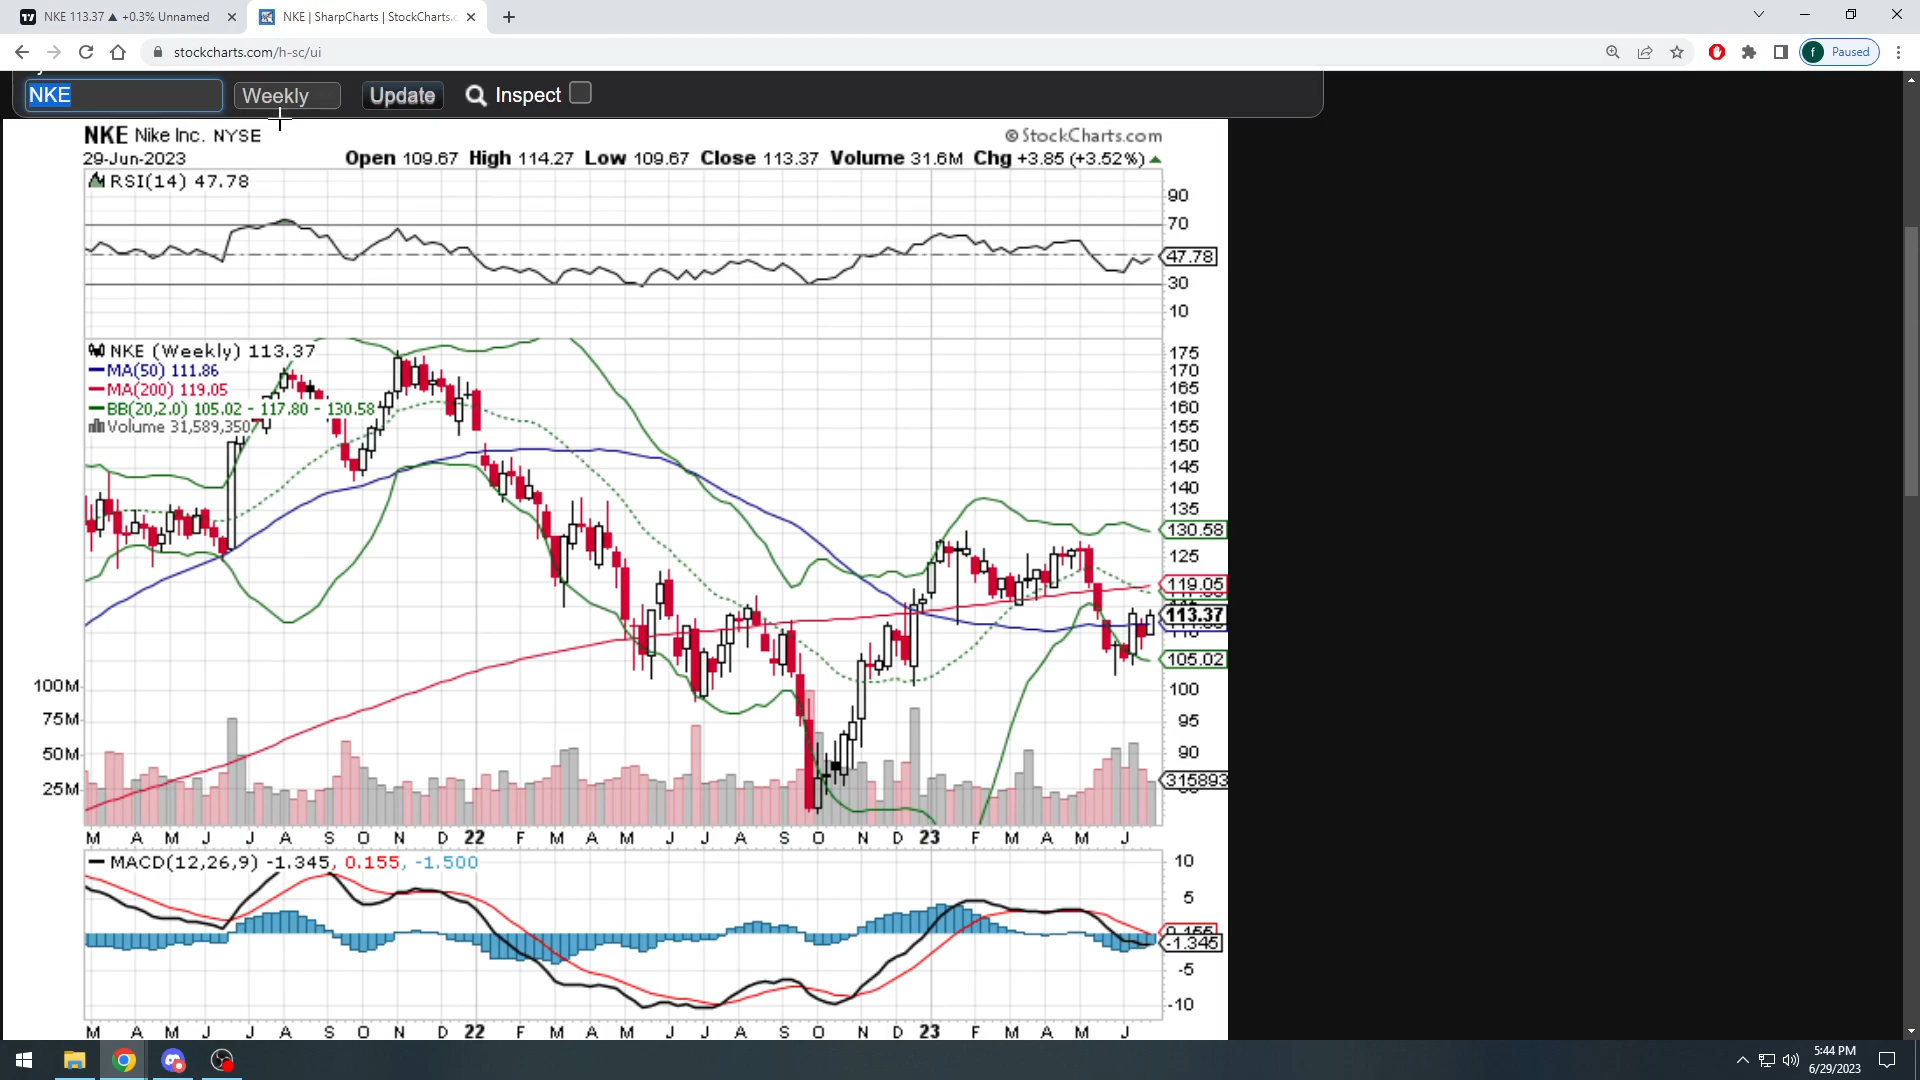 NKE 113.37 ▲ +0.3% Unnamed
NKE | SharpCharts | StockCharts.c
stockcharts.com/h-sc/ui
f Paused
NKE Weekly Update Inspect
NKE Nike Inc. NYSE
© StockCharts.com
29-Jun-2023
Open 109.67 High 114.27 Low 109.67 Close 113.37 Volume 31.6M Chg +3.85 (+3.52%) ▲
RSI(14) 47.78
90
70
47.78
30
10
NKE (Weekly) 113.37
MA(50) 111.86
MA(200) 119.05
BB(20,2.0) 105.02 - 117.80 - 130.58
Volume 31,589,350
175
170
165
160
155
150
145
140
135
130.58
125
119.05
113.37
110
105.02
100
95
90
315893
100M
75M
50M
25M
M A M J J A S O N D 22 F M A M J J A S O N D 23 F M A M J
MACD(12,26,9) -1.345, 0.155, -1.500
10
5
0.155
-1.345
-5
-10
M A M J J A S O N D 22 F M A M J J A S O N D 23 F M A M J
5:44 PM
6/29/2023